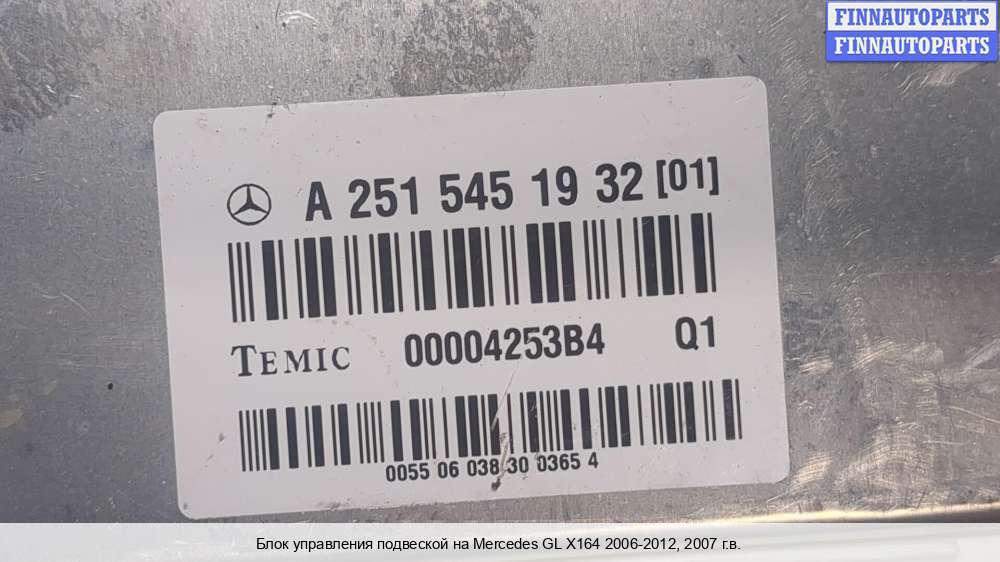 FINNAUTOPARTS
FINNAUTOPARTS
A 251 545 19 32 [01]
TEMIC 00004253B4 Q1
0055 06 038 30 0365 4
Блок управления подвеской на Mercedes GL X164 2006-2012, 2007 г.в.